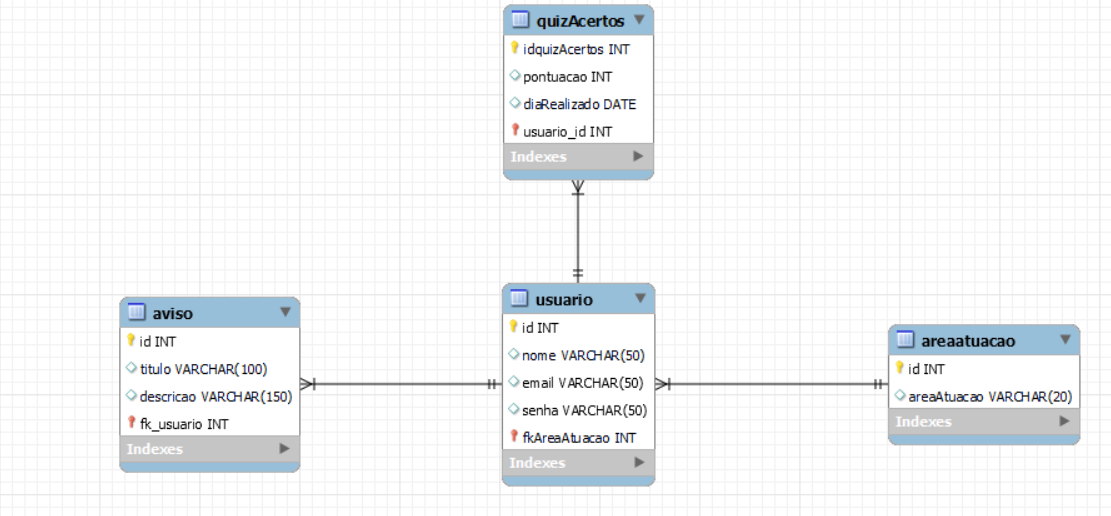 quizAcertos
idquizAcertos INT
pontuacao INT
diaRealizado DATE
usuario_id INT
Indexes
aviso
id INT
titulo VARCHAR(100)
descricao VARCHAR(150)
fk_usuario INT
Indexes
usuario
id INT
nome VARCHAR(50)
email VARCHAR(50)
senha VARCHAR(50)
fkAreaAtuacao INT
Indexes
areaatuacao
id INT
areaAtuacao VARCHAR(20)
Indexes